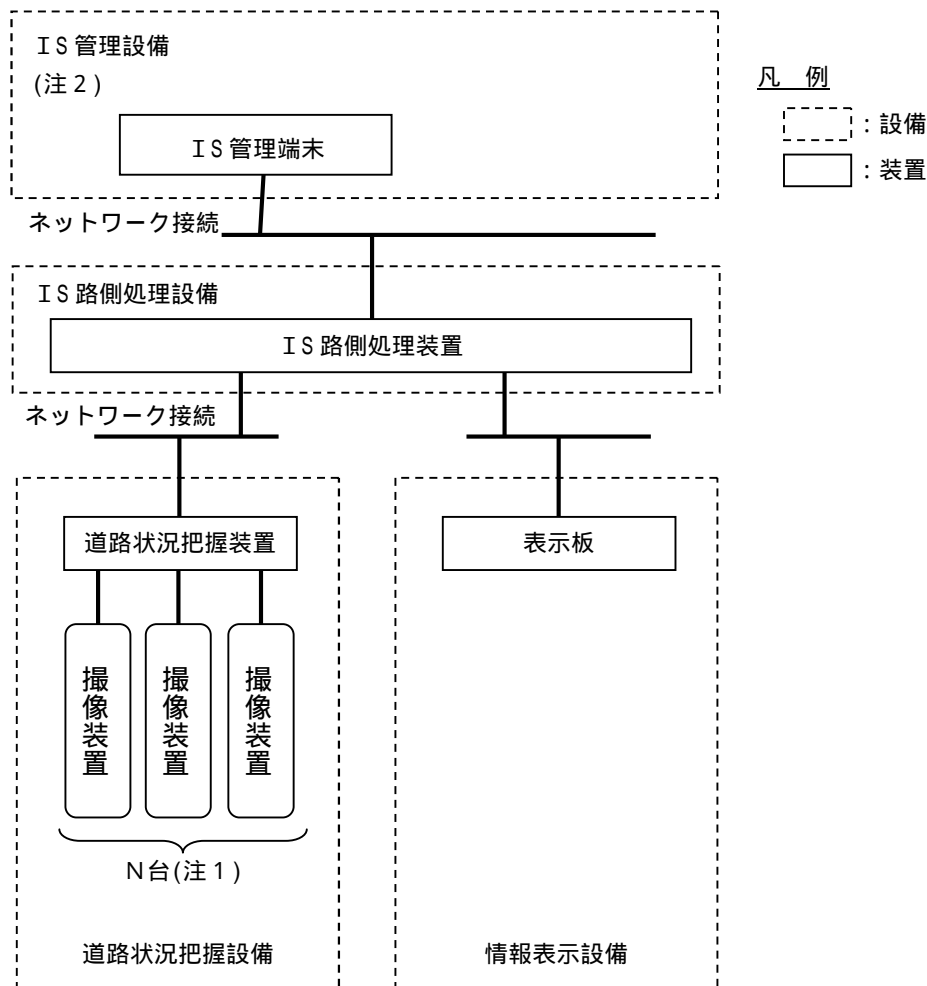 ＩＳ管理設備
(注２)
ＩＳ管理端末
凡　例
：設備
：装置
ネットワーク接続
ＩＳ路側処理設備
ＩＳ路側処理装置
ネットワーク接続
道路状況把握装置
表示板
撮像装置
撮像装置
撮像装置
Ｎ台(注１)
道路状況把握設備
情報表示設備